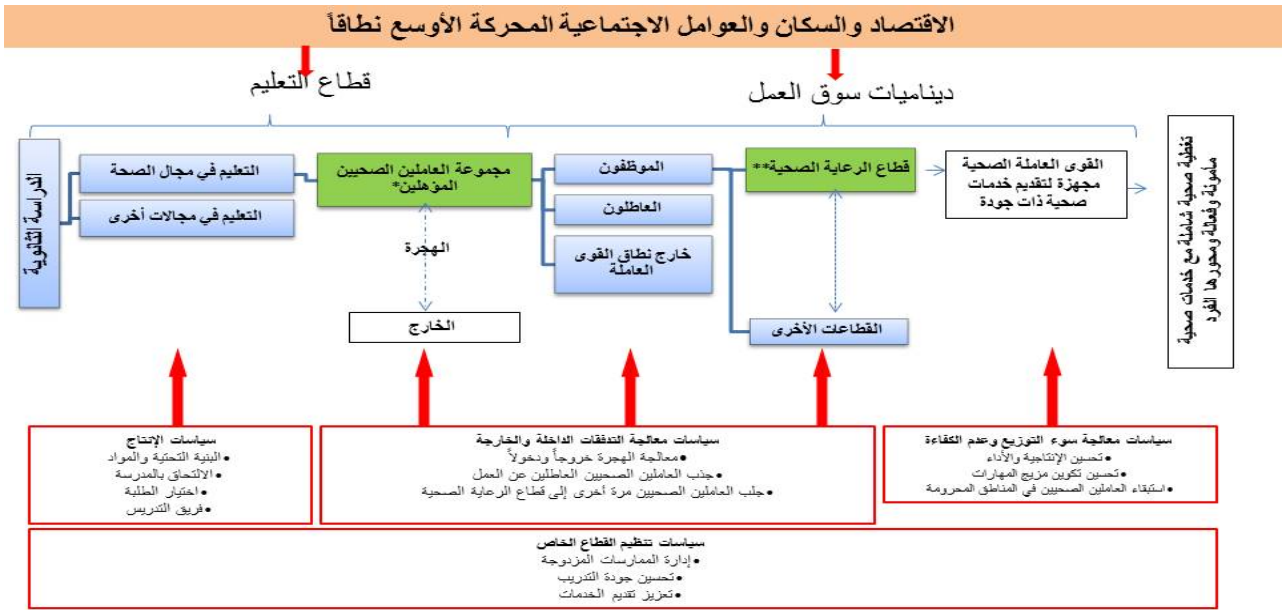 الاقتصاد والسكان والعوامل الاجتماعية المحركة الأوسع نطاقاً
قطاع التعليم
ديناميات سوق العمل
الدراسة الثانوية
التعليم في مجال الصحة
التعليم في مجالات أخرى
مجموعة العاملين الصحيين
المؤهلين*
الهجرة
الخارج
الموظفون
العاطلون
خارج نطاق القوى
العاملة
قطاع الرعاية الصحية**
القطاعات الأخرى
القوى العاملة الصحية
مجهزة لتقديم خدمات
صحية ذات جودة
تغطية صحية شاملة مع خدمات صحية
مأمونة وفعالة ومحورها الفرد
سياسات الإنتاج
•البنية التحتية والمواد
•الالتحاق بالمدرسة
•اختيار الطلبة
•فريق التدريس
سياسات معالجة التدفقات الداخلة والخارجة
•معالجة الهجرة خروجاً ودخولاً
•جذب العاملين الصحيين العاطلين عن العمل
•جلب العاملين الصحيين مرة أخرى إلى قطاع الرعاية الصحية
سياسات معالجة سوء التوزيع وعدم الكفاءة
•تحسين الإنتاجية والأداء
•تحسين تكوين مزيج المهارات
•استبقاء العاملين الصحيين في المناطق المحرومة
سياسات تنظيم القطاع الخاص
•إدارة الممارسات المزدوجة
•تحسين جودة التدريب
•تعزيز تقديم الخدمات